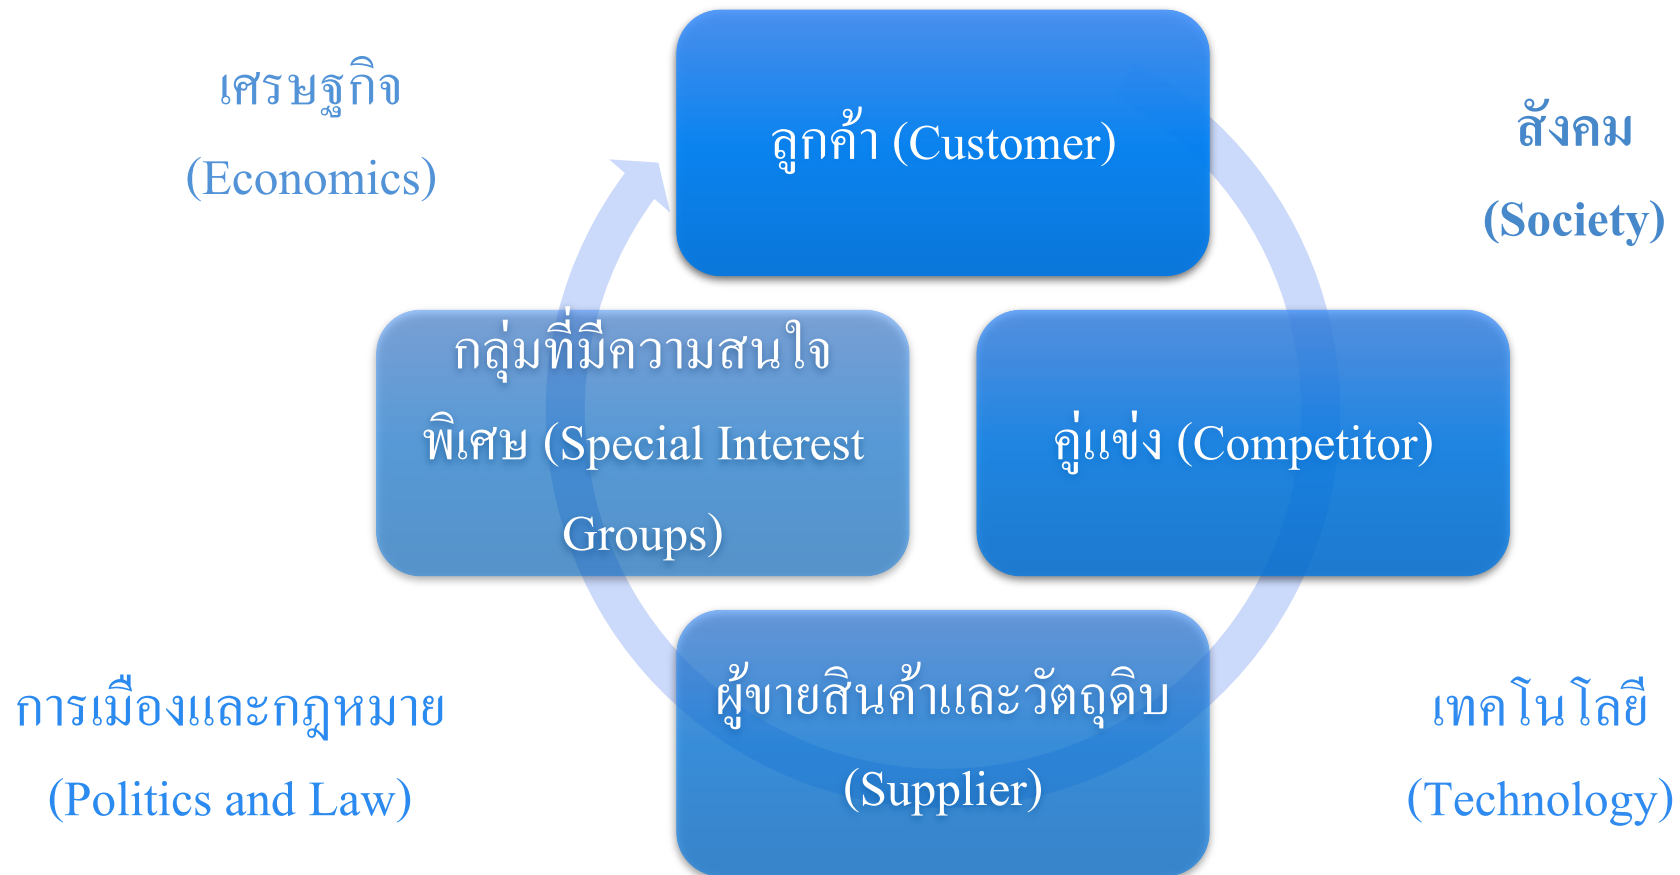 เศรษฐกิจ
(Economics)
ลูกค้า (Customer)
สังคม
(Society)
กลุ่มที่มีความสนใจ
พิเศษ (Special Interest
Groups)
คู่แข่ง (Competitor)
การเมืองและกฎหมาย
(Politics and Law)
ผู้ขายสินค้าและวัตถุดิบ
(Supplier)
เทคโนโลยี
(Technology)